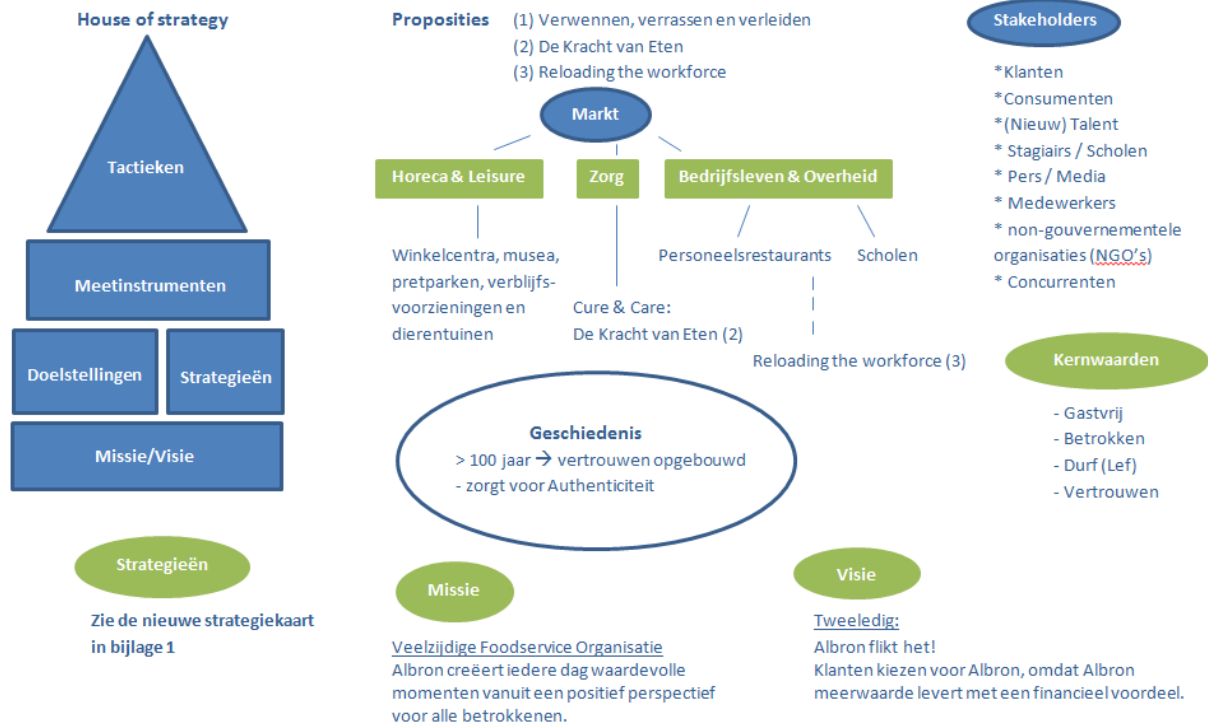 House of strategy
Tactieken
Meetinstrumenten
Doelstellingen
Strategieën
Missie/Visie
Strategieën
Zie de nieuwe strategiekaart
in bijlage 1
Proposities
(1) Verwennen, verrassen en verleiden
(2) De Kracht van Eten
(3) Reloading the workforce
Markt
Horeca & Leisure
Zorg
Bedrijfsleven & Overheid
Winkelcentra, musea,
pretparken, verblijfs-
voorzieningen en
dierentuinen
Cure & Care:
De Kracht van Eten (2)
Personeelsrestaurants
Scholen
Reloading the workforce (3)
Geschiedenis
> 100 jaar → vertrouwen opgebouwd
- zorgt voor Authenticiteit
Missie
Veelzijdige Foodservice Organisatie
Albron creëert iedere dag waardevolle
momenten vanuit een positief perspectief
voor alle betrokkenen.
Stakeholders
*Klanten
*Consumenten
*(Nieuw) Talent
* Stagiairs / Scholen
* Pers / Media
* Medewerkers
* non-gouvernementele
organisaties (NGO's)
* Concurrenten
Kernwaarden
- Gastvrij
- Betrokken
- Durf (Lef)
- Vertrouwen
Visie
Tweeledig:
Albron flikt het!
Klanten kiezen voor Albron, omdat Albron
meerwaarde levert met een financieel voordeel.